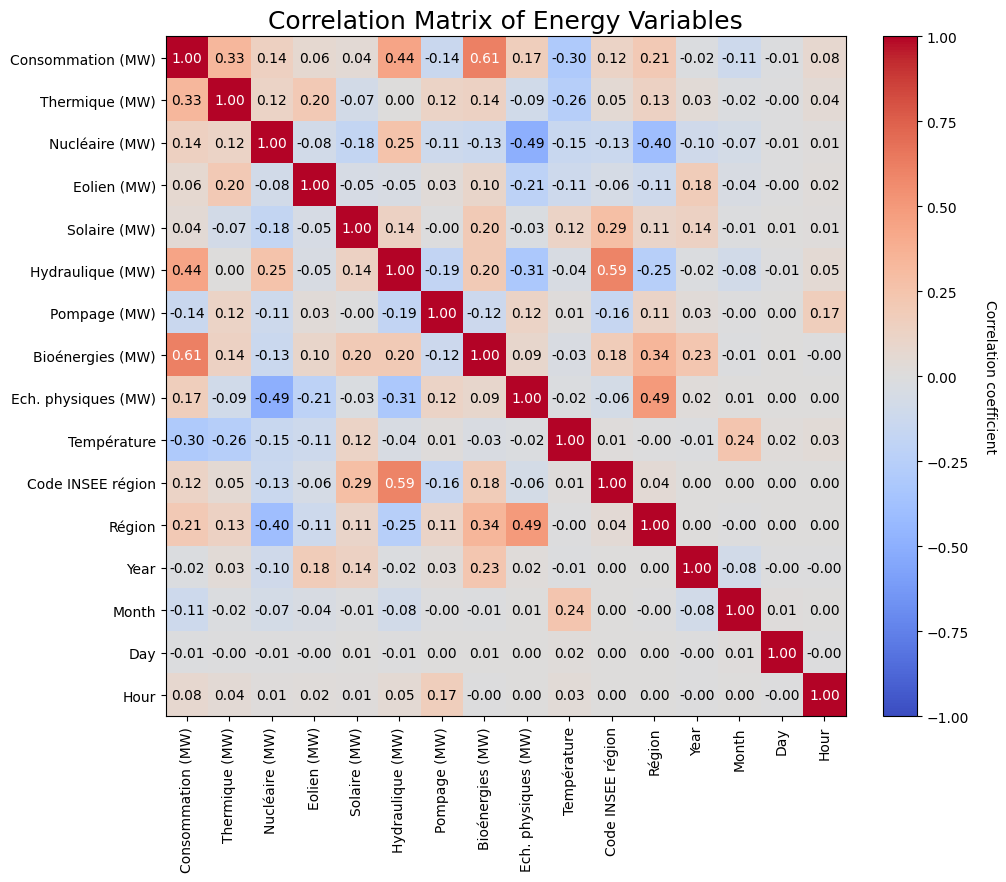 Correlation Matrix of Energy Variables
Consommation (MW) 1.00 0.33 0.14 0.06 0.04 0.44 -0.14 0.61 0.17 -0.30 0.12 0.21 -0.02 -0.11 -0.01 0.08
Thermique (MW) 0.33 1.00 0.12 0.20 -0.07 0.00 0.12 0.14 -0.09 -0.26 0.05 0.13 0.03 -0.02 -0.00 0.04
Nucléaire (MW) 0.14 0.12 1.00 -0.08 -0.18 0.25 -0.11 -0.13 -0.49 -0.15 -0.13 -0.40 -0.10 -0.07 -0.01 0.01
Eolien (MW) 0.06 0.20 -0.08 1.00 -0.05 -0.05 0.03 0.10 -0.21 -0.11 -0.06 -0.11 0.18 -0.04 -0.00 0.02
Solaire (MW) 0.04 -0.07 -0.18 -0.05 1.00 0.14 -0.00 0.20 -0.03 0.12 0.29 0.11 0.14 -0.01 0.01 0.01
Hydraulique (MW) 0.44 0.00 0.25 -0.05 0.14 1.00 -0.19 0.20 -0.31 -0.04 0.59 -0.25 -0.02 -0.08 -0.01 0.05
Pompage (MW) -0.14 0.12 -0.11 0.03 -0.00 -0.19 1.00 -0.12 0.12 0.01 -0.16 0.11 0.03 -0.00 0.00 0.17
Bioénergies (MW) 0.61 0.14 -0.13 0.10 0.20 0.20 -0.12 1.00 0.09 -0.03 0.18 0.34 0.23 -0.01 0.01 -0.00
Ech. physiques (MW) 0.17 -0.09 -0.49 -0.21 -0.03 -0.31 0.12 0.09 1.00 -0.02 -0.06 0.49 0.02 0.01 0.00 0.00
Température -0.30 -0.26 -0.15 -0.11 0.12 -0.04 0.01 -0.03 -0.02 1.00 0.01 -0.00 -0.01 0.24 0.02 0.03
Code INSEE région 0.12 0.05 -0.13 -0.06 0.29 0.59 -0.16 0.18 -0.06 0.01 1.00 0.04 0.00 0.00 0.00 0.00
Région 0.21 0.13 -0.40 -0.11 0.11 -0.25 0.11 0.34 0.49 -0.00 0.04 1.00 0.00 -0.00 0.00 0.00
Year -0.02 0.03 -0.10 0.18 0.14 -0.02 0.03 0.23 0.02 -0.01 0.00 0.00 1.00 -0.08 -0.00 -0.00
Month -0.11 -0.02 -0.07 -0.04 -0.01 -0.08 -0.00 -0.01 0.01 0.24 0.00 -0.00 -0.08 1.00 0.01 0.00
Day -0.01 -0.00 -0.01 -0.00 0.01 -0.01 0.00 0.01 0.00 0.02 0.00 0.00 -0.00 0.01 1.00 -0.00
Hour 0.08 0.04 0.01 0.02 0.01 0.05 0.17 -0.00 0.00 0.03 0.00 0.00 -0.00 0.00 -0.00 1.00
Consommation (MW)
Thermique (MW)
Nucléaire (MW)
Eolien (MW)
Solaire (MW)
Hydraulique (MW)
Pompage (MW)
Bioénergies (MW)
Ech. physiques (MW)
Température
Code INSEE région
Région
Year
Month
Day
Hour
1.00
0.75
0.50
0.25
0.00
−0.25
−0.50
−0.75
−1.00
Correlation coefficient